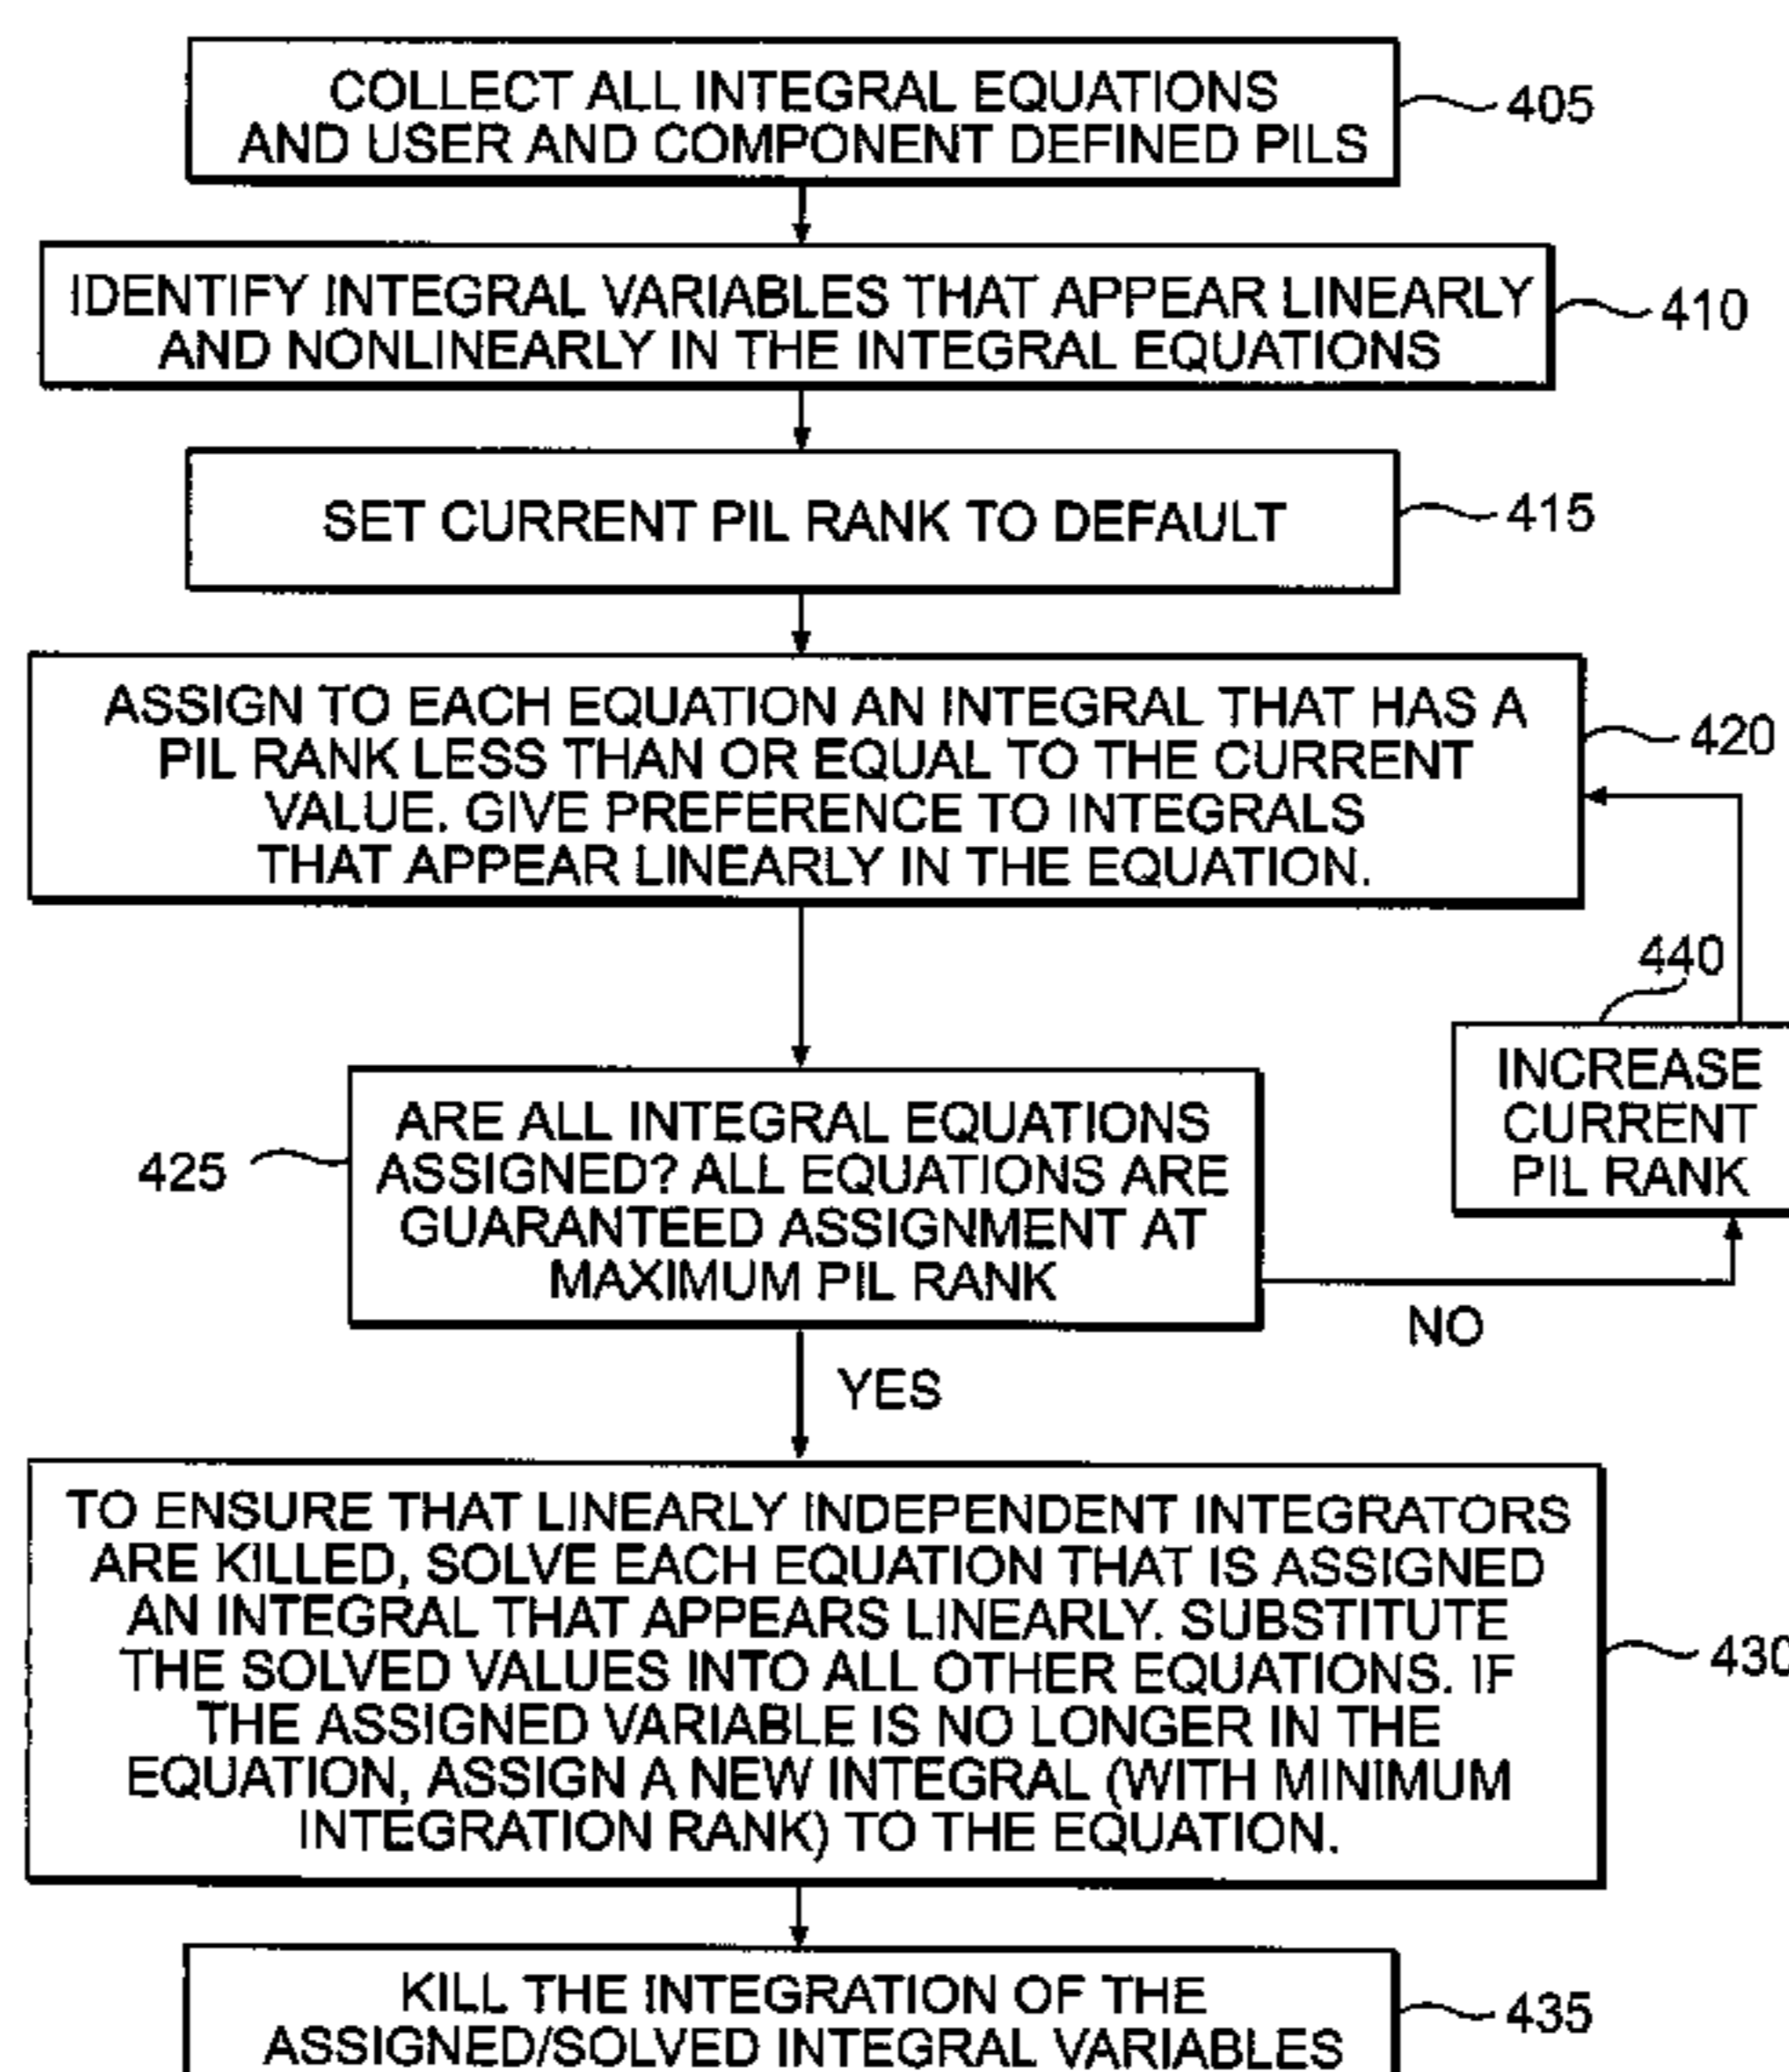 COLLECT ALL INTEGRAL EQUATIONS
AND USER AND COMPONENT DEFINED PILS
405
IDENTIFY INTEGRAL VARIABLES THAT APPEAR LINEARLY
AND NONLINEARLY IN THE INTEGRAL EQUATIONS
410
SET CURRENT PIL RANK TO DEFAULT
415
ASSIGN TO EACH EQUATION AN INTEGRAL THAT HAS A
PIL RANK LESS THAN OR EQUAL TO THE CURRENT
VALUE. GIVE PREFERENCE TO INTEGRALS
THAT APPEAR LINEARLY IN THE EQUATION.
420
440
INCREASE
CURRENT
PIL RANK
ARE ALL INTEGRAL EQUATIONS
ASSIGNED? ALL EQUATIONS ARE
GUARANTEED ASSIGNMENT AT
MAXIMUM PIL RANK
425
NO
YES
TO ENSURE THAT LINEARLY INDEPENDENT INTEGRATORS
ARE KILLED, SOLVE EACH EQUATION THAT IS ASSIGNED
AN INTEGRAL THAT APPEARS LINEARLY. SUBSTITUTE
THE SOLVED VALUES INTO ALL OTHER EQUATIONS. IF
THE ASSIGNED VARIABLE IS NO LONGER IN THE
EQUATION, ASSIGN A NEW INTEGRAL (WITH MINIMUM
INTEGRATION RANK) TO THE EQUATION.
430
KILL THE INTEGRATION OF THE
ASSIGNED/SOLVED INTEGRAL VARIABLES
435